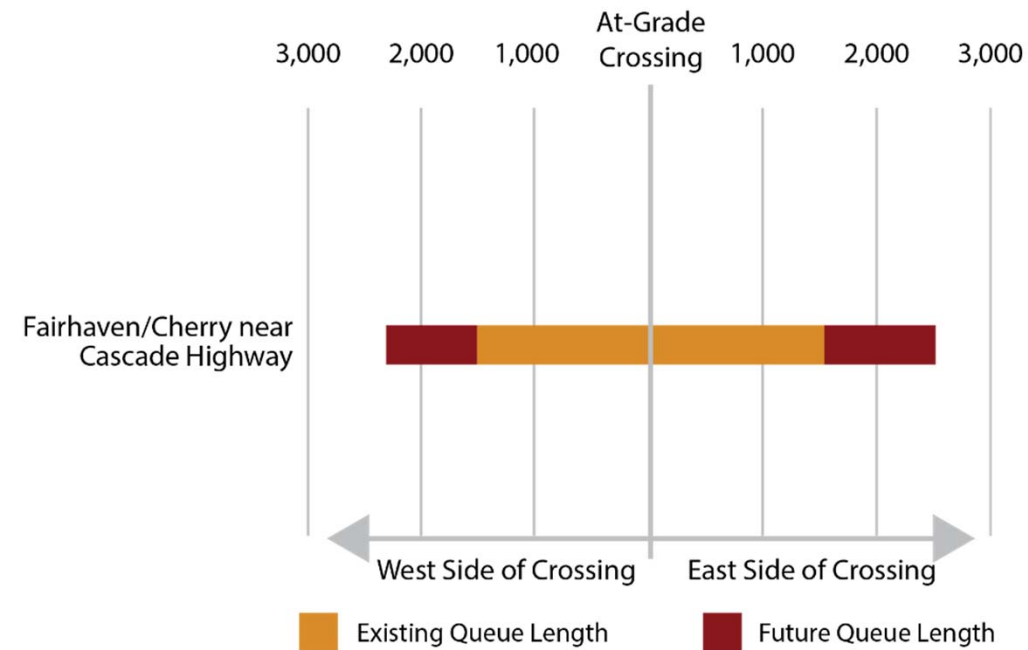 At-Grade
3,000 2,000 1,000 Crossing 1,000 2,000 3,000
Fairhaven/Cherry near
Cascade Highway
West Side of Crossing East Side of Crossing
Existing Queue Length Future Queue Length